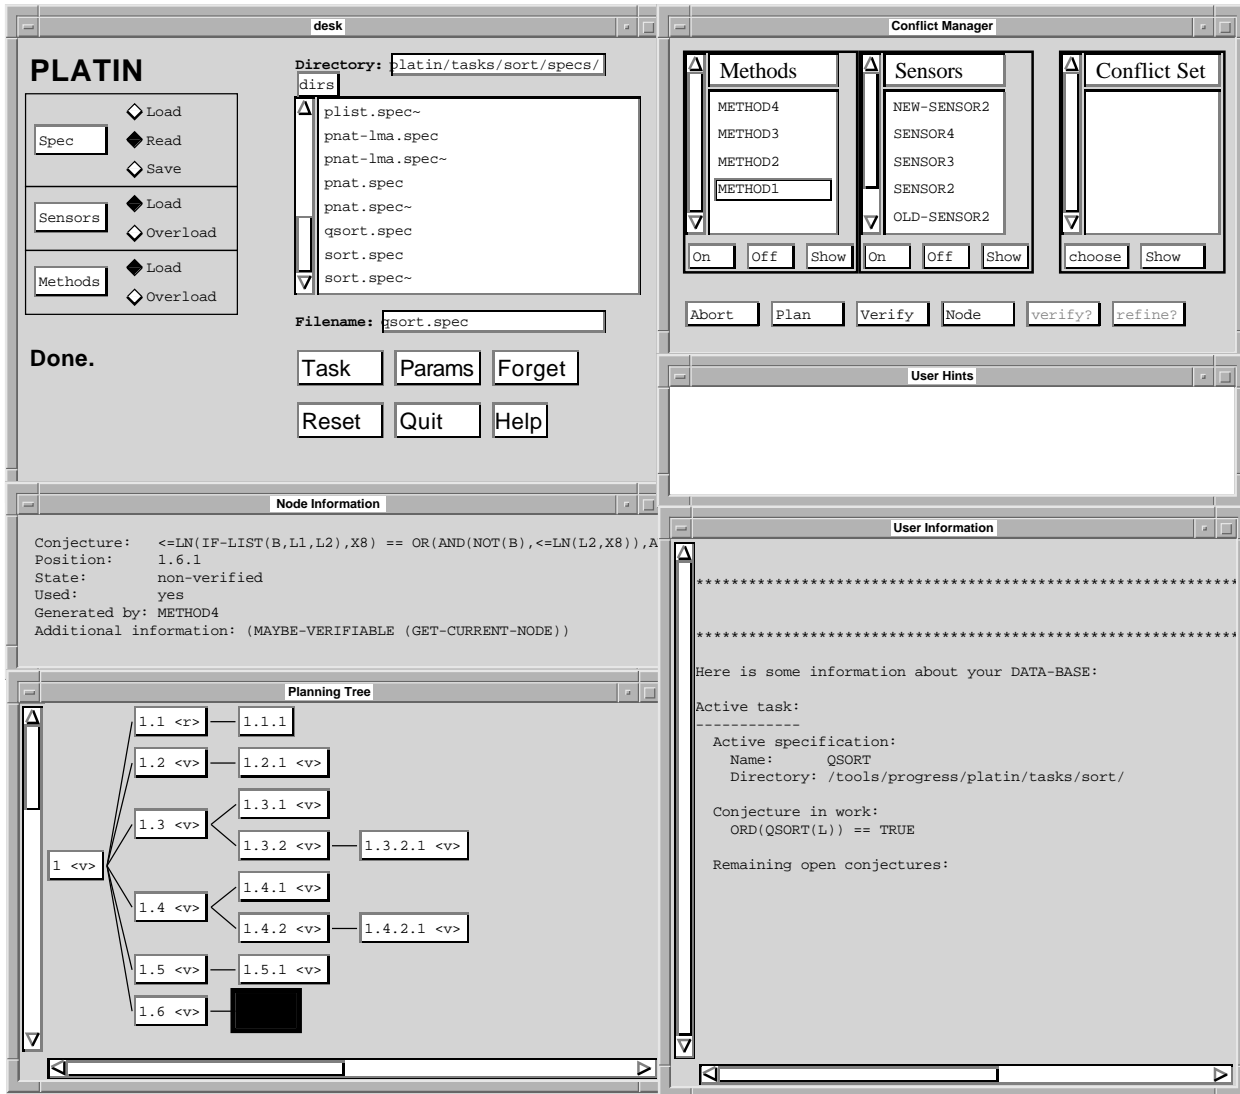 desk
PLATIN
Spec
Load
Read
Save
Sensors
Load
Overload
Methods
Load
Overload
Done.
Directory: platin/tasks/sort/specs/
dirs
plist.spec~
pnat-lma.spec
pnat-lma.spec~
pnat.spec
pnat.spec~
qsort.spec
sort.spec
sort.spec~
Filename: qsort.spec
Task Params Forget
Reset Quit Help
Conflict Manager
Methods
METHOD4
METHOD3
METHOD2
METHOD1
On Off Show
Sensors
NEW-SENSOR2
SENSOR4
SENSOR3
SENSOR2
OLD-SENSOR2
On Off Show
Conflict Set
choose Show
Abort Plan Verify Node verify? refine?
User Hints
Node Information
Conjecture: <=LN(IF-LIST(B,L1,L2),X8) == OR(AND(NOT(B),<=LN(L2,X8)),A
Position: 1.6.1
State: non-verified
Used: yes
Generated by: METHOD4
Additional information: (MAYBE-VERIFIABLE (GET-CURRENT-NODE))
Planning Tree
1.1 <r> 1.1.1
1.2 <v> 1.2.1 <v>
1.3.1 <v>
1.3 <v>
1.3.2 <v> 1.3.2.1 <v>
1 <v>
1.4.1 <v>
1.4 <v>
1.4.2 <v> 1.4.2.1 <v>
1.5 <v> 1.5.1 <v>
1.6 <v>
User Information
**************************************************************
**************************************************************
Here is some information about your DATA-BASE:
Active task:
------------
Active specification:
Name: QSORT
Directory: /tools/progress/platin/tasks/sort/
Conjecture in work:
ORD(QSORT(L)) == TRUE
Remaining open conjectures: